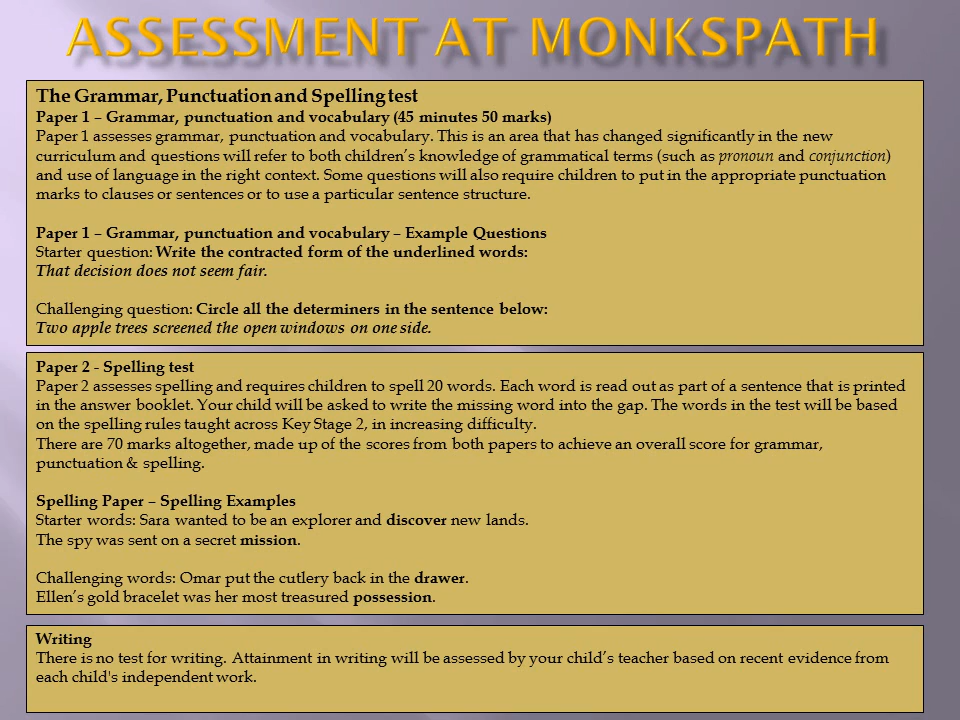 ASSESSMENT AT MONKSPATH
The Grammar, Punctuation and Spelling test
Paper 1 – Grammar, punctuation and vocabulary (45 minutes 50 marks)
Paper 1 assesses grammar, punctuation and vocabulary. This is an area that has changed significantly in the new
curriculum and questions will refer to both children's knowledge of grammatical terms (such as pronoun and conjunction)
and use of language in the right context. Some questions will also require children to put in the appropriate punctuation
marks to clauses or sentences or to use a particular sentence structure.
Paper 1 – Grammar, punctuation and vocabulary – Example Questions
Starter question: Write the contracted form of the underlined words:
That decision does not seem fair.
Challenging question: Circle all the determiners in the sentence below:
Two apple trees screened the open windows on one side.
Paper 2 - Spelling test
Paper 2 assesses spelling and requires children to spell 20 words. Each word is read out as part of a sentence that is printed
in the answer booklet. Your child will be asked to write the missing word into the gap. The words in the test will be based
on the spelling rules taught across Key Stage 2, in increasing difficulty.
There are 70 marks altogether, made up of the scores from both papers to achieve an overall score for grammar,
punctuation & spelling.
Spelling Paper – Spelling Examples
Starter words: Sara wanted to be an explorer and discover new lands.
The spy was sent on a secret mission.
Challenging words: Omar put the cutlery back in the drawer.
Ellen's gold bracelet was her most treasured possession.
Writing
There is no test for writing. Attainment in writing will be assessed by your child's teacher based on recent evidence from
each child's independent work.